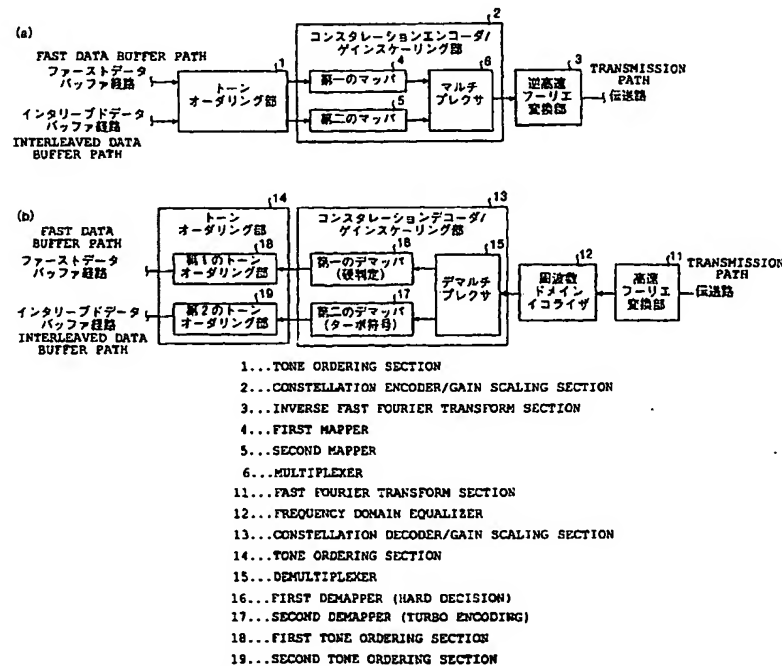 (a)
FAST DATA BUFFER PATH
ファーストデータ
バッファ経路
インタリーブドデータ
バッファ経路
INTERLEAVED DATA
BUFFER PATH
1
トーン
オーダリング部
2
コンスタレーションエンコーダ/
ゲインスケーリング部
4
第一のマッパ
5
第二のマッパ
6
マルチ
プレクサ
3
逆高速
フーリエ
変換部
TRANSMISSION
PATH
伝送路
(b)
FAST DATA
BUFFER PATH
ファーストデータ
バッファ経路
インタリーブドデータ
バッファ経路
INTERLEAVED DATA
BUFFER PATH
14
トーン
オーダリング部
18
第1のトーン
オーダリング部
19
第2のトーン
オーダリング部
13
コンスタレーションデコーダ/
ゲインスケーリング部
16
第一のデマッパ
(硬判定)
17
第二のデマッパ
(ターボ符号)
15
デマルチ
プレクサ
12
周波数
ドメイン
イコライザ
11
高速
フーリエ
変換部
TRANSMISSION
PATH
伝送路
1...TONE ORDERING SECTION
2...CONSTELLATION ENCODER/GAIN SCALING SECTION
3...INVERSE FAST FOURIER TRANSFORM SECTION
4...FIRST MAPPER
5...SECOND MAPPER
6...MULTIPLEXER
11...FAST FOURIER TRANSFORM SECTION
12...FREQUENCY DOMAIN EQUALIZER
13...CONSTELLATION DECODER/GAIN SCALING SECTION
14...TONE ORDERING SECTION
15...DEMULTIPLEXER
16...FIRST DEMAPPER (HARD DECISION)
17...SECOND DEMAPPER (TURBO ENCODING)
18...FIRST TONE ORDERING SECTION
19...SECOND TONE ORDERING SECTION